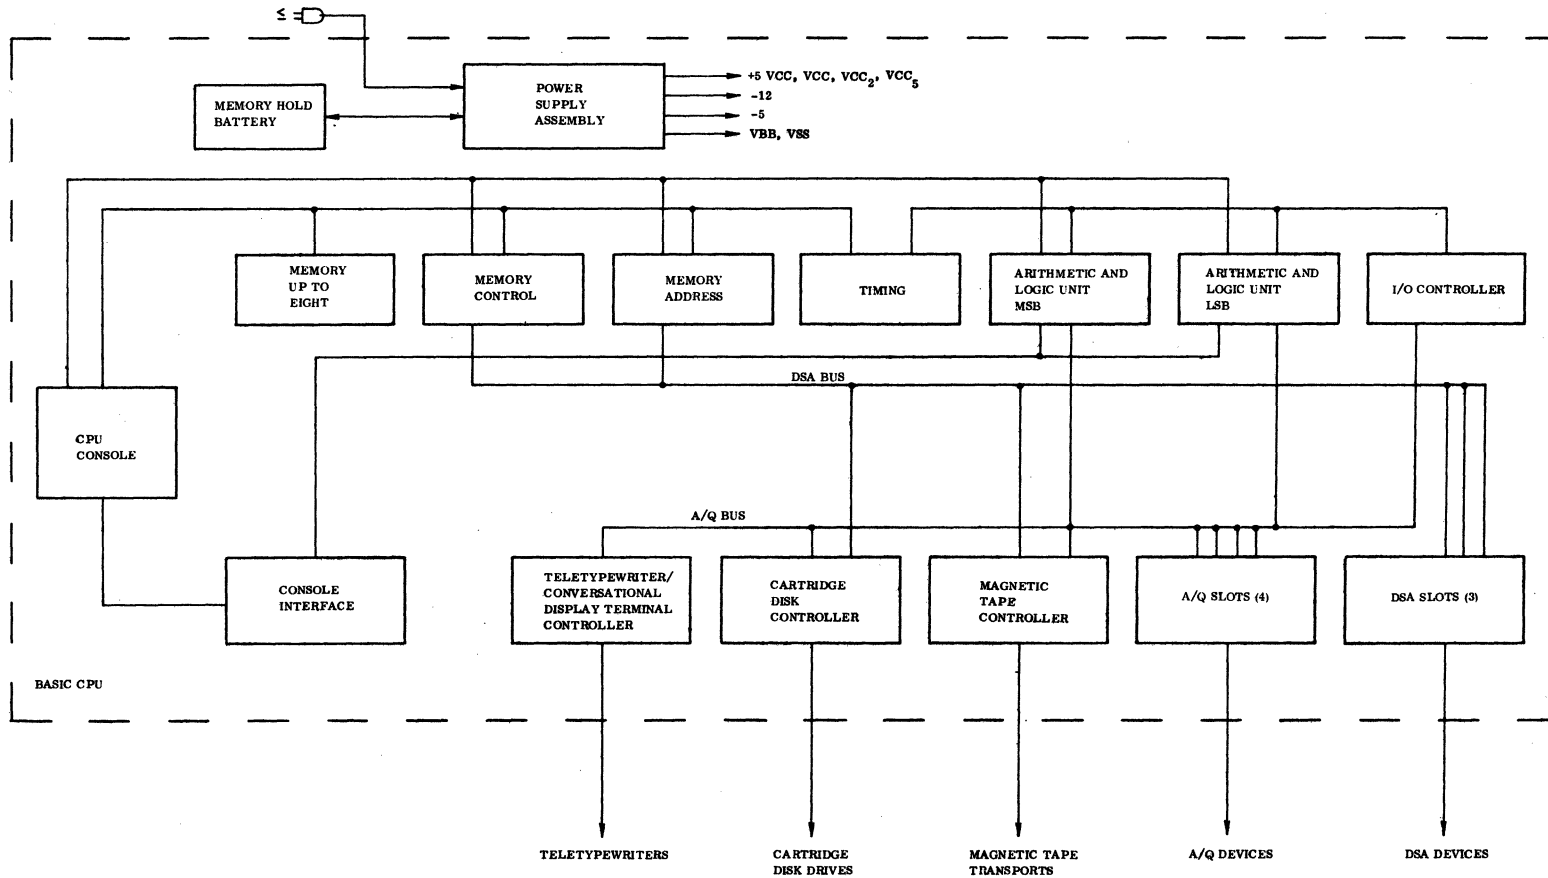 +5 VCC, VCC, VCC2, VCC5
-12
-5
VBB, VSS
POWER
SUPPLY
ASSEMBLY
MEMORY HOLD
BATTERY
MEMORY
UP TO
EIGHT
MEMORY
CONTROL
MEMORY
ADDRESS
TIMING
ARITHMETIC AND
LOGIC UNIT
MSB
ARITHMETIC AND
LOGIC UNIT
LSB
I/O CONTROLLER
DSA BUS
CPU
CONSOLE
A/Q BUS
CONSOLE
INTERFACE
TELETYPEWRITER/
CONVERSATIONAL
DISPLAY TERMINAL
CONTROLLER
CARTRIDGE
DISK
CONTROLLER
MAGNETIC
TAPE
CONTROLLER
A/Q SLOTS (4)
DSA SLOTS (3)
BASIC CPU
TELETYPEWRITERS
CARTRIDGE
DISK DRIVES
MAGNETIC TAPE
TRANSPORTS
A/Q DEVICES
DSA DEVICES